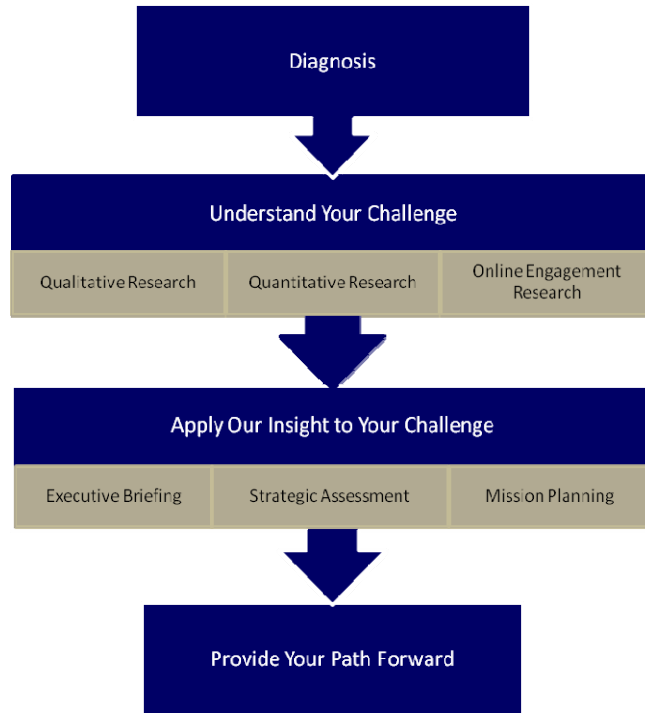 Diagnosis
Understand Your Challenge
Qualitative Research
Quantitative Research
Online Engagement
Research
Apply Our Insight to Your Challenge
Executive Briefing
Strategic Assessment
Mission Planning
Provide Your Path Forward